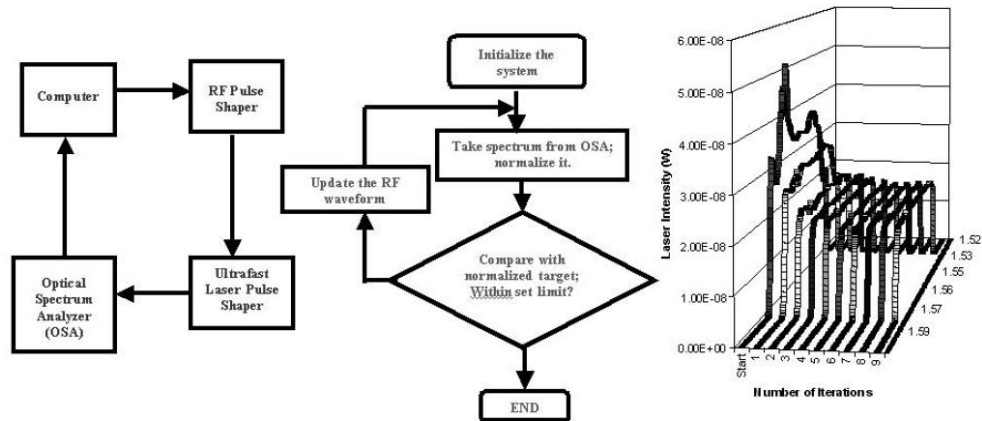 Computer
RF Pulse
Shaper
Optical
Spectrum
Analyzer
(OSA)
Ultrafast
Laser Pulse
Shaper
Initialize the
system
Take spectrum from OSA;
normalize it.
Update the RF
waveform
Compare with
normalized target;
Within set limit?
END
Laser Intensity (W)
6.00E-08
5.00E-08
4.00E-08
3.00E-08
2.00E-08
1.00E-08
0.00E+00
Start
1
2
3
4
5
6
7
8
9
Number of Iterations
1.52
1.53
1.55
1.56
1.57
1.59